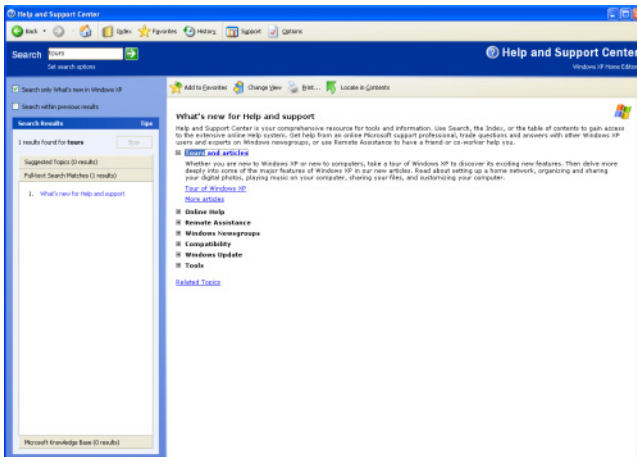 Help and Support Center
Back Index Favorites History Support Options
Search tours
Set search options
Help and Support Center
Windows XP Home Edition
Search only What's new in Windows XP
Search within previous results
Search Results Tips
1 results found for tours
Suggested Topics (0 results)
Full-text Search Matches (1 results)
1. What's new for Help and support
Microsoft Knowledge Base (0 results)
Add to Favorites Change View Print... Locate in Contents
What's new for Help and support
Help and Support Center is your comprehensive resource for tools and information. Use Search, the Index, or the table of contents to gain access
to the extensive online Help system. Get help from an online Microsoft support professional, trade questions and answers with other Windows XP
users and experts on Windows newsgroups, or use Remote Assistance to have a friend or co-worker help you.
Tours and articles
Whether you are new to Windows XP or new to computers, take a tour of Windows XP to discover its exciting new features. Then delve more
deeply into some of the major features of Windows XP in our new articles. Read about setting up a home network, organizing and sharing
your digital photos, playing music on your computer, sharing your files, and customizing your computer.
Tour of Windows XP
More articles
Online Help
Remote Assistance
Windows Newsgroups
Compatibility
Windows Update
Tools
Related Topics